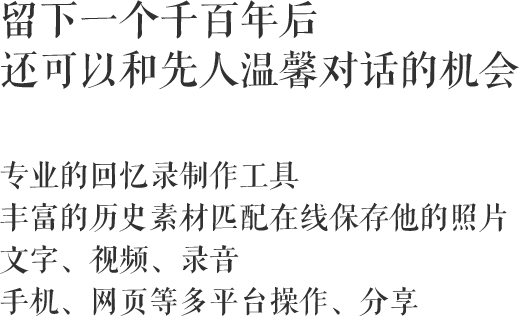 留下一个千百年后
还可以和先人温馨对话的机会
专业的回忆录制作工具
丰富的历史素材匹配在线保存他的照片
文字、视频、录音
手机、网页等多平台操作、分享